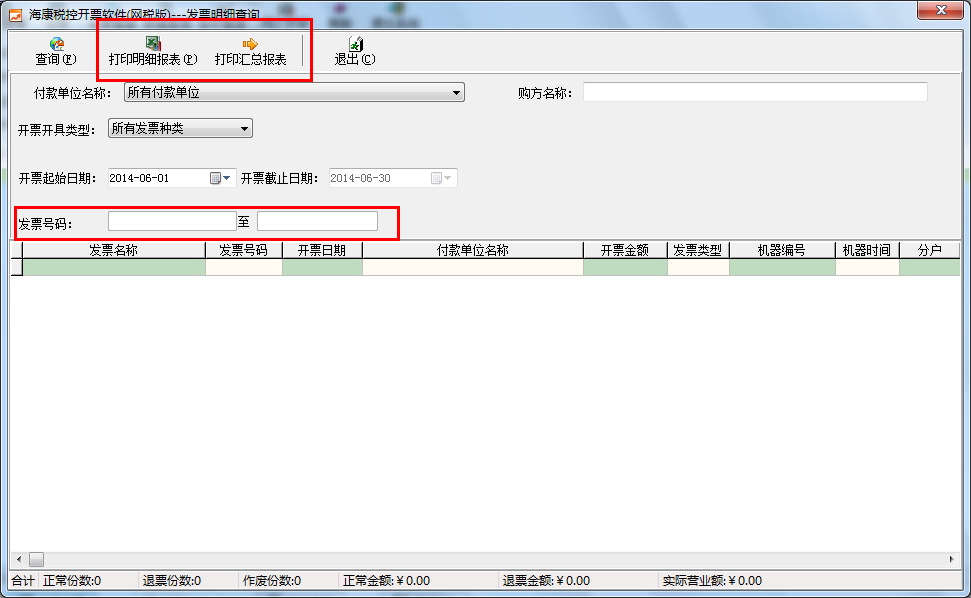 海康税控开票软件(网税版)---发票明细查询
查询(F) 打印明细报表(P) 打印汇总报表 退出(C)
付款单位名称： 所有付款单位 购方名称：
开票开具类型： 所有发票种类
开票起始日期： 2014-06-01 开票截止日期： 2014-06-30
发票号码： 至
发票名称 发票号码 开票日期 付款单位名称 开票金额 发票类型 机器编号 机器时间 分户
合计 正常份数:0 退票份数:0 作废份数:0 正常金额:￥0.00 退票金额:￥0.00 实际营业额:￥0.00